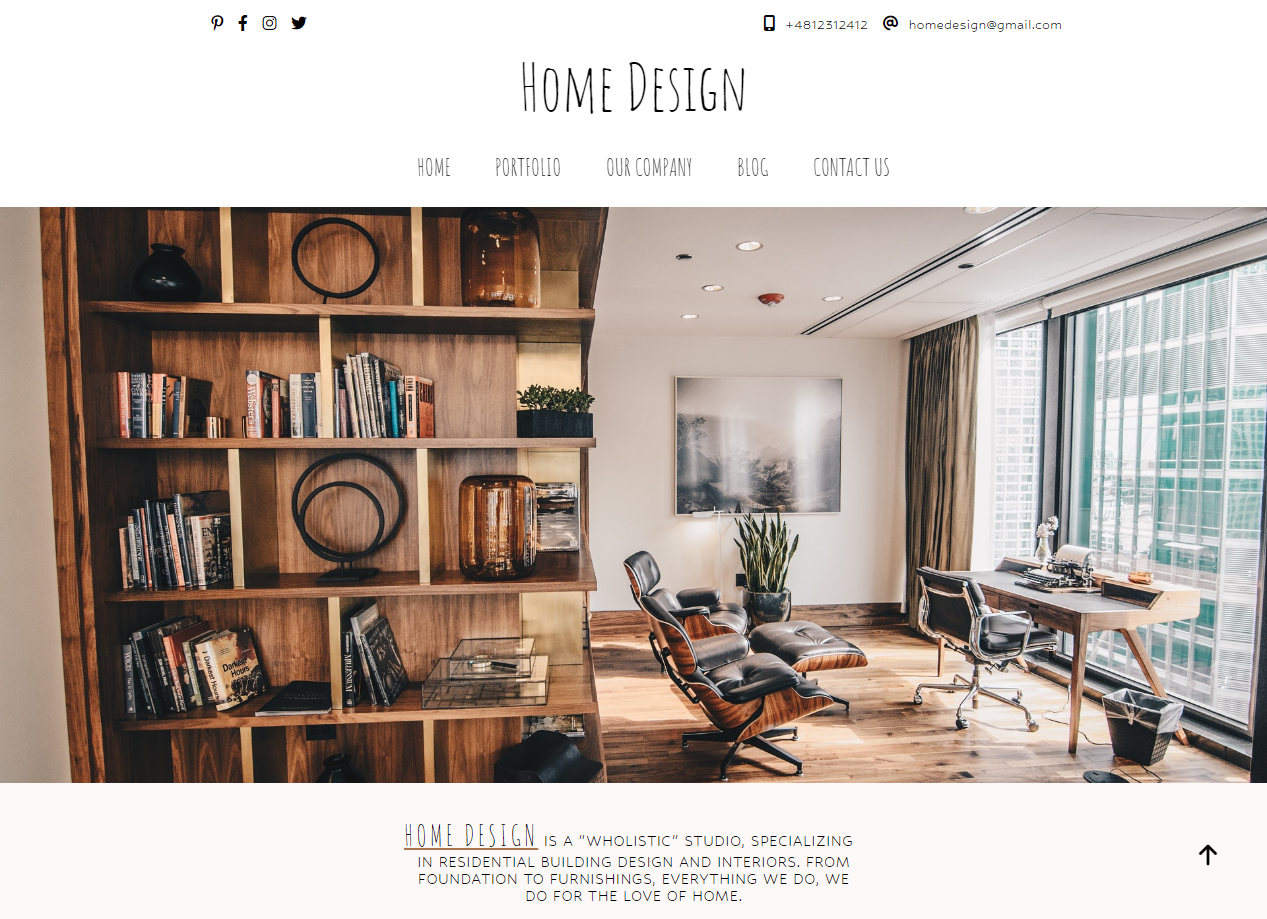 +4812312412 homedesign@gmail.com
Home Design
HOME PORTFOLIO OUR COMPANY BLOG CONTACT US
Darkest
Hours
HOME DESIGN IS A "WHOLISTIC" STUDIO, SPECIALIZING
IN RESIDENTIAL BUILDING DESIGN AND INTERIORS. FROM
FOUNDATION TO FURNISHINGS, EVERYTHING WE DO, WE
DO FOR THE LOVE OF HOME.